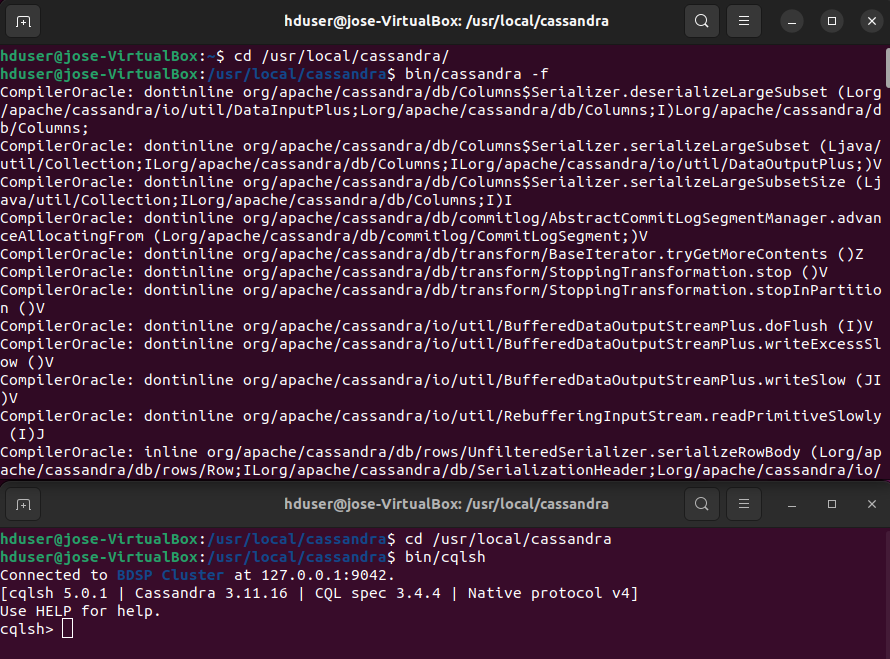 hduser@jose-VirtualBox: /usr/local/cassandra
hduser@jose-VirtualBox:~$ cd /usr/local/cassandra/
hduser@jose-VirtualBox:/usr/local/cassandra$ bin/cassandra -f
CompilerOracle: dontinline org/apache/cassandra/db/Columns$Serializer.deserializeLargeSubset (Lorg
/apache/cassandra/io/util/DataInputPlus;Lorg/apache/cassandra/db/Columns;I)Lorg/apache/cassandra/d
b/Columns;
CompilerOracle: dontinline org/apache/cassandra/db/Columns$Serializer.serializeLargeSubset (Ljava/
util/Collection;ILorg/apache/cassandra/db/Columns;ILorg/apache/cassandra/io/util/DataOutputPlus;)V
CompilerOracle: dontinline org/apache/cassandra/db/Columns$Serializer.serializeLargeSubsetSize (Lj
ava/util/Collection;ILorg/apache/cassandra/db/Columns;I)I
CompilerOracle: dontinline org/apache/cassandra/db/commitlog/AbstractCommitLogSegmentManager.advan
ceAllocatingFrom (Lorg/apache/cassandra/db/commitlog/CommitLogSegment;)V
CompilerOracle: dontinline org/apache/cassandra/db/transform/BaseIterator.tryGetMoreContents ()Z
CompilerOracle: dontinline org/apache/cassandra/db/transform/StoppingTransformation.stop ()V
CompilerOracle: dontinline org/apache/cassandra/db/transform/StoppingTransformation.stopInPartitio
n ()V
CompilerOracle: dontinline org/apache/cassandra/io/util/BufferedDataOutputStreamPlus.doFlush (I)V
CompilerOracle: dontinline org/apache/cassandra/io/util/BufferedDataOutputStreamPlus.writeExcessSl
ow ()V
CompilerOracle: dontinline org/apache/cassandra/io/util/BufferedDataOutputStreamPlus.writeSlow (JI
)V
CompilerOracle: dontinline org/apache/cassandra/io/util/RebufferingInputStream.readPrimitiveSlowly
 (I)J
CompilerOracle: inline org/apache/cassandra/db/rows/UnfilteredSerializer.serializeRowBody (Lorg/ap
ache/cassandra/db/rows/Row;ILorg/apache/cassandra/db/SerializationHeader;Lorg/apache/cassandra/io/
hduser@jose-VirtualBox: /usr/local/cassandra
hduser@jose-VirtualBox:/usr/local/cassandra$ cd /usr/local/cassandra
hduser@jose-VirtualBox:/usr/local/cassandra$ bin/cqlsh
Connected to BDSP Cluster at 127.0.0.1:9042.
[cqlsh 5.0.1 | Cassandra 3.11.16 | CQL spec 3.4.4 | Native protocol v4]
Use HELP for help.
cqlsh>